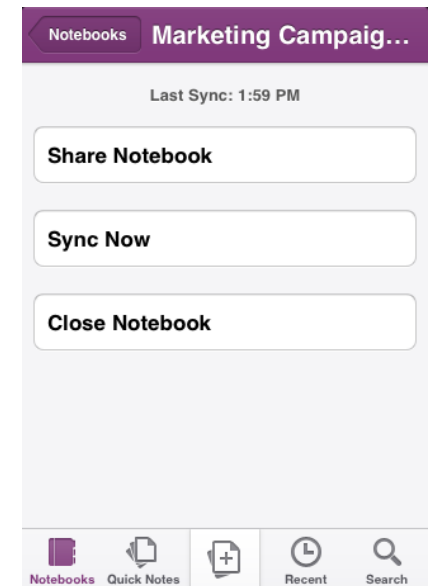 Notebooks Marketing Campaig...
Last Sync: 1:59 PM
Share Notebook
Sync Now
Close Notebook
Notebooks Quick Notes Recent Search